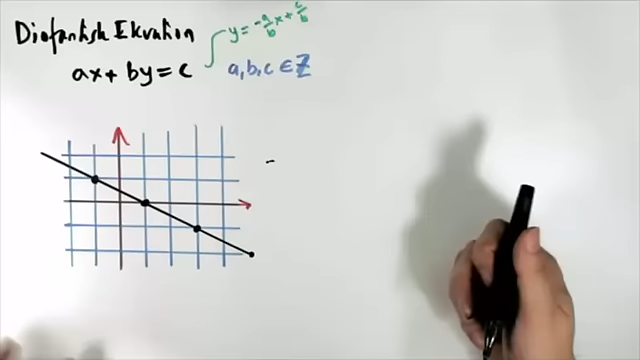 Diofantisk Ekvation
y = -a/b x + c/b
ax + by = c
a, b, c ∈ ℤ